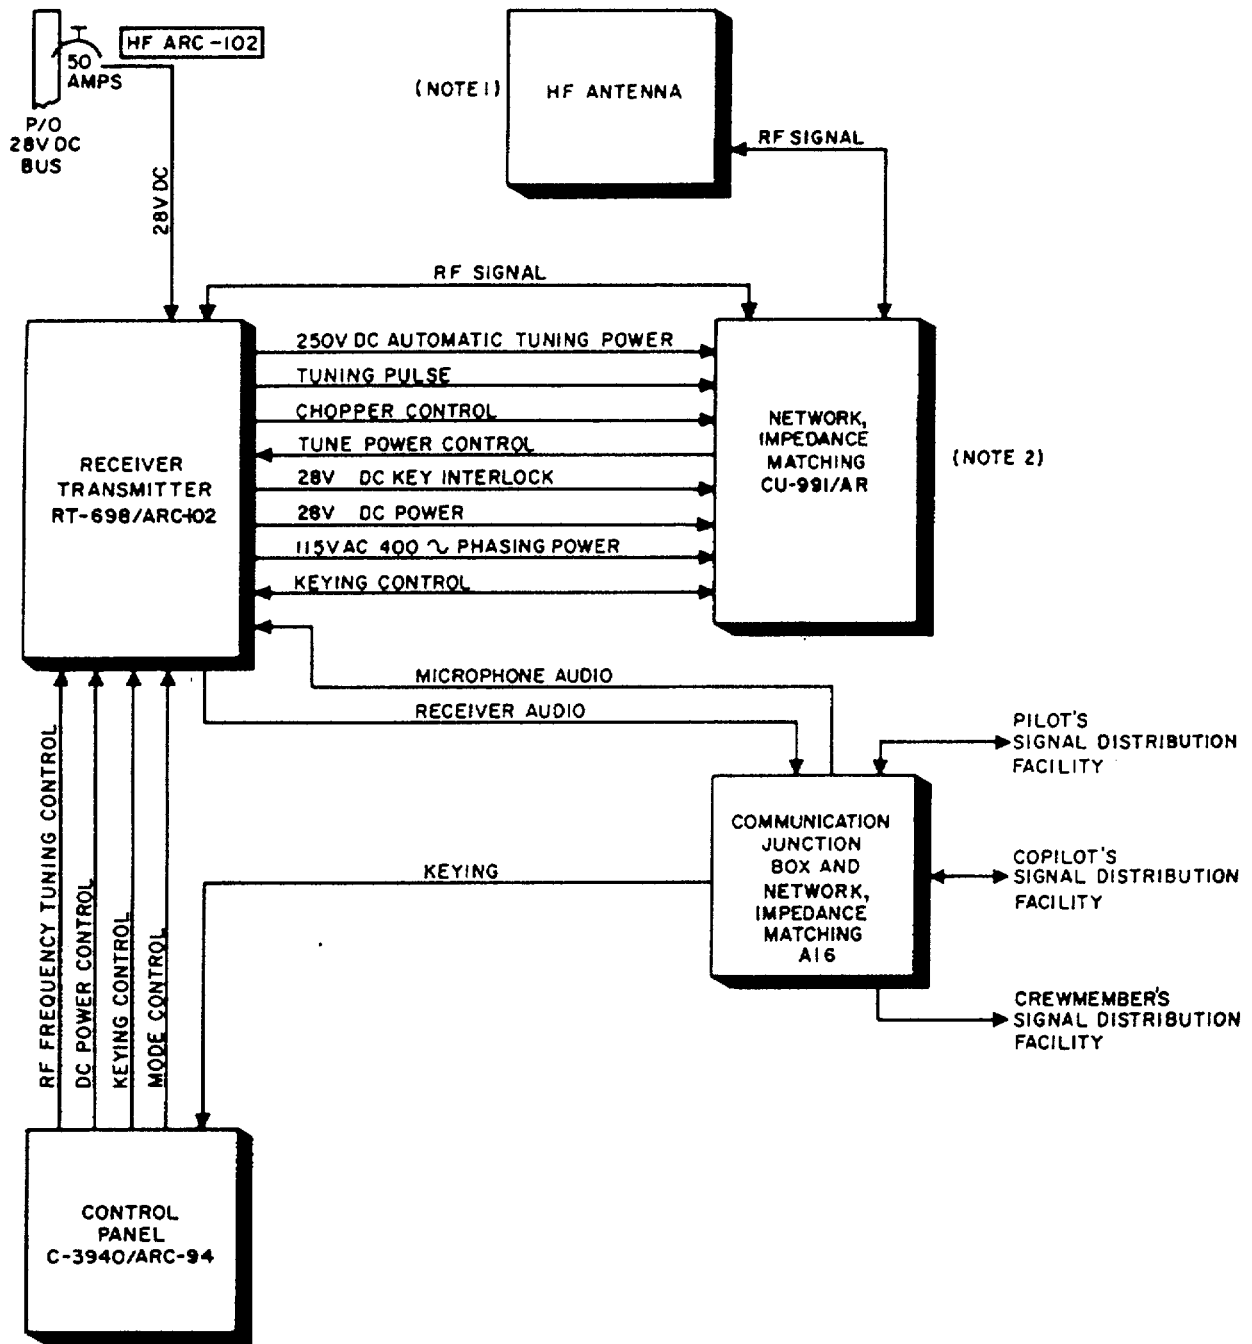 HF ARC-102
50
AMPS
P/O
28V DC
BUS
28V DC
(NOTE 1)
HF ANTENNA
RF SIGNAL
RF SIGNAL
RECEIVER
TRANSMITTER
RT-698/ARC-102
250V DC AUTOMATIC TUNING POWER
TUNING PULSE
CHOPPER CONTROL
TUNE POWER CONTROL
28V DC KEY INTERLOCK
28V DC POWER
115V AC 400 ~ PHASING POWER
KEYING CONTROL
NETWORK,
IMPEDANCE
MATCHING
CU-991/AR
(NOTE 2)
MICROPHONE AUDIO
RECEIVER AUDIO
PILOT'S
SIGNAL DISTRIBUTION
FACILITY
COMMUNICATION
JUNCTION
BOX AND
NETWORK,
IMPEDANCE
MATCHING
A16
COPILOT'S
SIGNAL DISTRIBUTION
FACILITY
CREWMEMBER'S
SIGNAL DISTRIBUTION
FACILITY
KEYING
RF FREQUENCY TUNING CONTROL
DC POWER CONTROL
KEYING CONTROL
MODE CONTROL
CONTROL
PANEL
C-3940/ARC-94